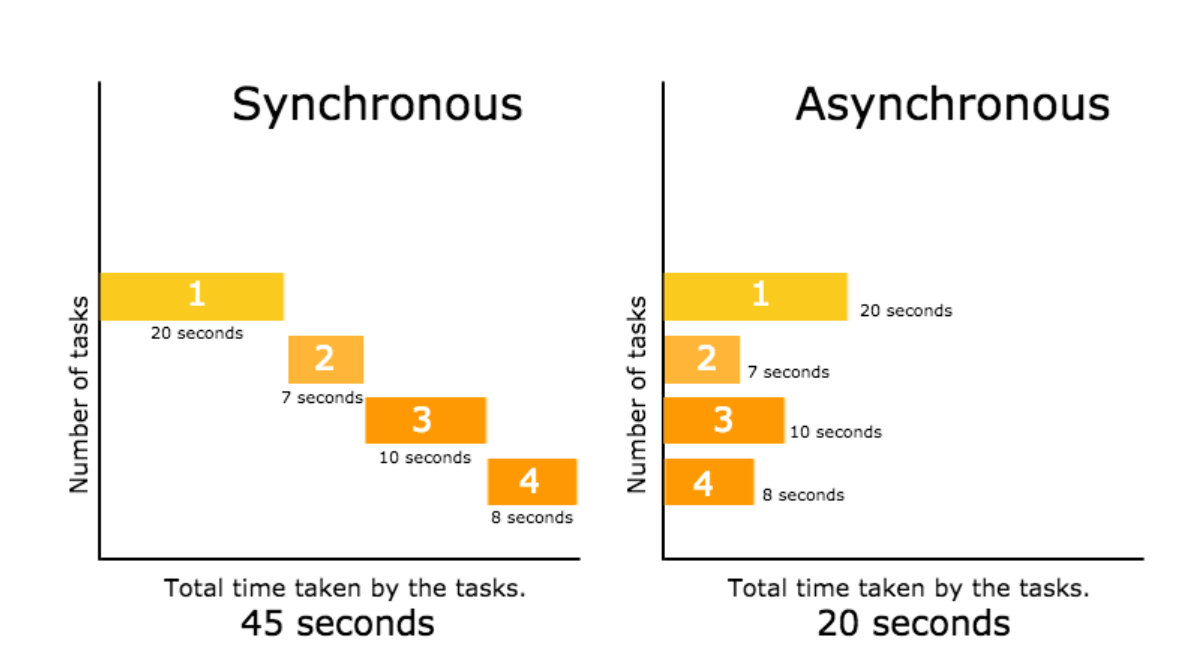 Synchronous
Number of tasks
1
20 seconds
2
7 seconds
3
10 seconds
4
8 seconds
Total time taken by the tasks.
45 seconds
Asynchronous
Number of tasks
1
20 seconds
2
7 seconds
3
10 seconds
4
8 seconds
Total time taken by the tasks.
20 seconds